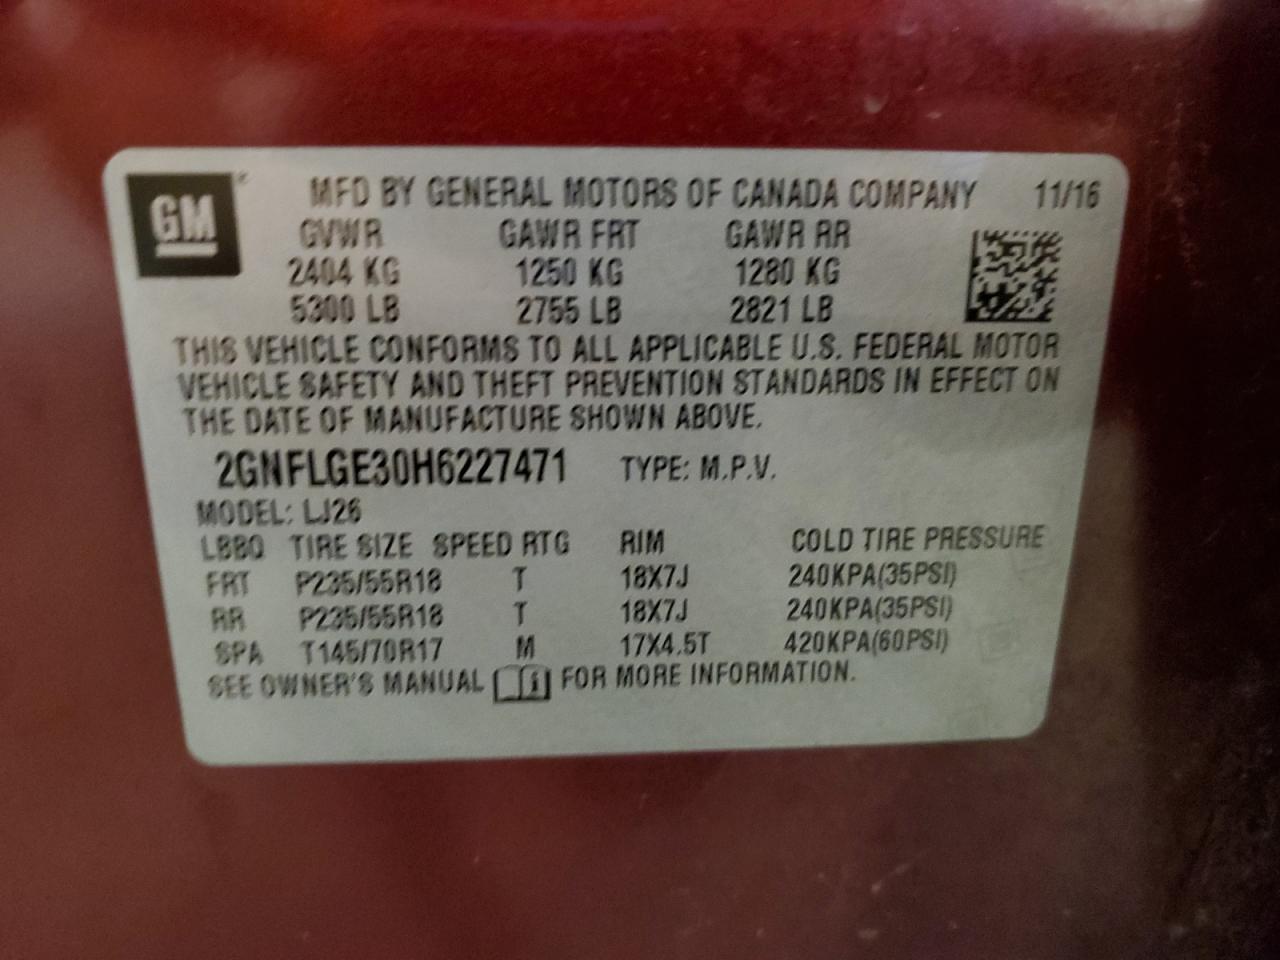 GM
MFD BY GENERAL MOTORS OF CANADA COMPANY 11/16
GVWR GAWR FRT GAWR RR
2404 KG 1250 KG 1280 KG
5300 LB 2755 LB 2821 LB
THIS VEHICLE CONFORMS TO ALL APPLICABLE U.S. FEDERAL MOTOR
VEHICLE SAFETY AND THEFT PREVENTION STANDARDS IN EFFECT ON
THE DATE OF MANUFACTURE SHOWN ABOVE.
2GNFLGE30H6227471 TYPE: M.P.V.
MODEL: LJ26
LBBQ TIRE SIZE SPEED RTG RIM COLD TIRE PRESSURE
FRT P235/55R18 T 18X7J 240KPA(35PSI)
RR P235/55R18 T 18X7J 240KPA(35PSI)
SPA T145/70R17 M 17X4.5T 420KPA(60PSI)
SEE OWNER'S MANUAL FOR MORE INFORMATION.